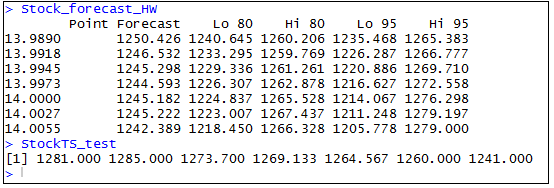 > Stock_forecast_HW
Point Forecast Lo 80 Hi 80 Lo 95 Hi 95
13.9890 1250.426 1240.645 1260.206 1235.468 1265.383
13.9918 1246.532 1233.295 1259.769 1226.287 1266.777
13.9945 1245.298 1229.336 1261.261 1220.886 1269.710
13.9973 1244.593 1226.307 1262.878 1216.627 1272.558
14.0000 1245.182 1224.837 1265.528 1214.067 1276.298
14.0027 1245.222 1223.007 1267.437 1211.248 1279.197
14.0055 1242.389 1218.450 1266.328 1205.778 1279.000
> StockTS_test
[1] 1281.000 1285.000 1273.700 1269.133 1264.567 1260.000 1241.000
>